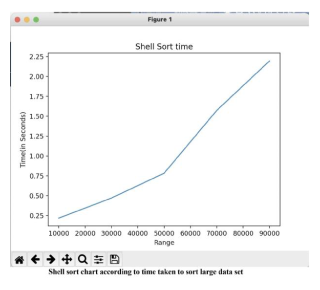 Figure 1
Shell Sort time
2.25
2.00
1.75
1.50
1.25
1.00
0.75
0.50
0.25
Time(in Seconds)
10000 20000 30000 40000 50000 60000 70000 80000 90000
Range
Shell sort chart according to time taken to sort large data set